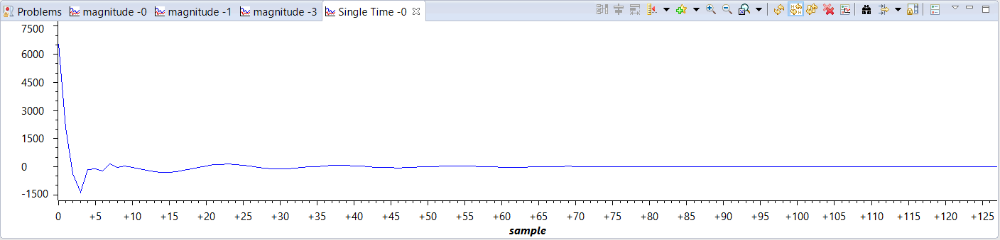 Problems magnitude -0 magnitude -1 magnitude -3 Single Time -0
7500
6000
4500
3000
1500
0
-1500
0 +5 +10 +15 +20 +25 +30 +35 +40 +45 +50 +55 +60 +65 +70 +75 +80 +85 +90 +95 +100 +105 +110 +115 +120 +125
sample